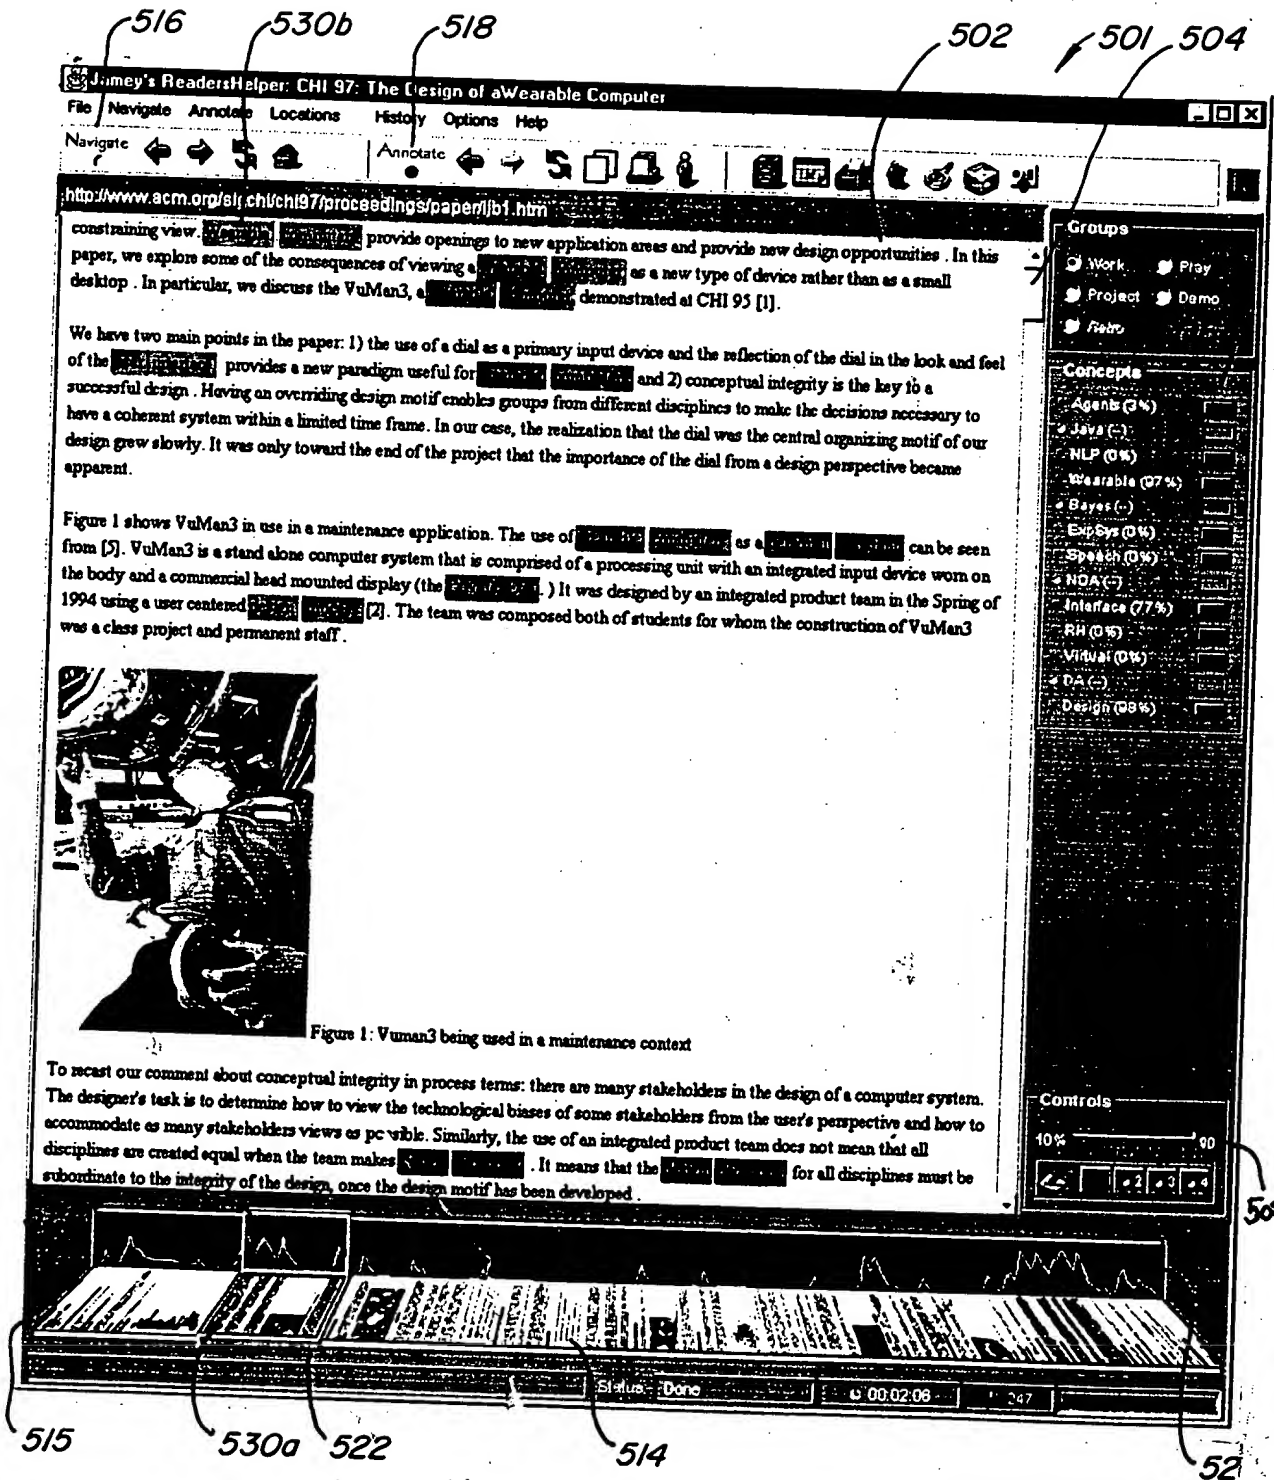 516 530b 518 502 501 504
Jamey's ReadersHelper: CHI 97: The Design of aWearable Computer
File Navigate Annotate Locations History Options Help
Navigate Annotate
http://www.acm.org/sigchi/chi97/proceedings/paper/ljb1.htm
constraining view. provide openings to new application areas and provide new design opportunities . In this
paper, we explore some of the consequences of viewing a as a new type of device rather than as a small
desktop . In particular, we discuss the VuMan3, a demonstrated at CHI 95 [1].
We have two main points in the paper: 1) the use of a dial as a primary input device and the reflection of the dial in the look and feel
of the provides a new paradigm useful for and 2) conceptual integrity is the key to a
successful design . Having an overriding design motif enables groups from different disciplines to make the decisions necessary to
have a coherent system within a limited time frame. In our case, the realization that the dial was the central organizing motif of our
design grew slowly. It was only toward the end of the project that the importance of the dial from a design perspective became
apparent.
Figure 1 shows VuMan3 in use in a maintenance application. The use of as a can be seen
from [5]. VuMan3 is a stand alone computer system that is comprised of a processing unit with an integrated input device worn on
the body and a commercial head mounted display (the . ) It was designed by an integrated product team in the Spring of
1994 using a user centered [2]. The team was composed both of students for whom the construction of VuMan3
was a class project and permanent staff .
Figure 1: Vuman3 being used in a maintenance context
To recast our comment about conceptual integrity in process terms: there are many stakeholders in the design of a computer system.
The designer's task is to determine how to view the technological biases of some stakeholders from the user's perspective and how to
accommodate as many stakeholders views as possible. Similarly, the use of an integrated product team does not mean that all
disciplines are created equal when the team makes . It means that the for all disciplines must be
subordinate to the integrity of the design, once the design motif has been developed .
Groups
Work Play
Project Demo
Retro
Concepts
Agents (3%)
Java (--)
NLP (0%)
Wearable (97%)
Bayes (--)
ExpSys (0%)
Speech (0%)
NOA (--)
Interface (77%)
RH (0%)
Virtual (0%)
DA (--)
Design (98%)
Controls
10% 90
2 3 4
50
Status: Done 00:02:06 347
515 530a 522 514 52